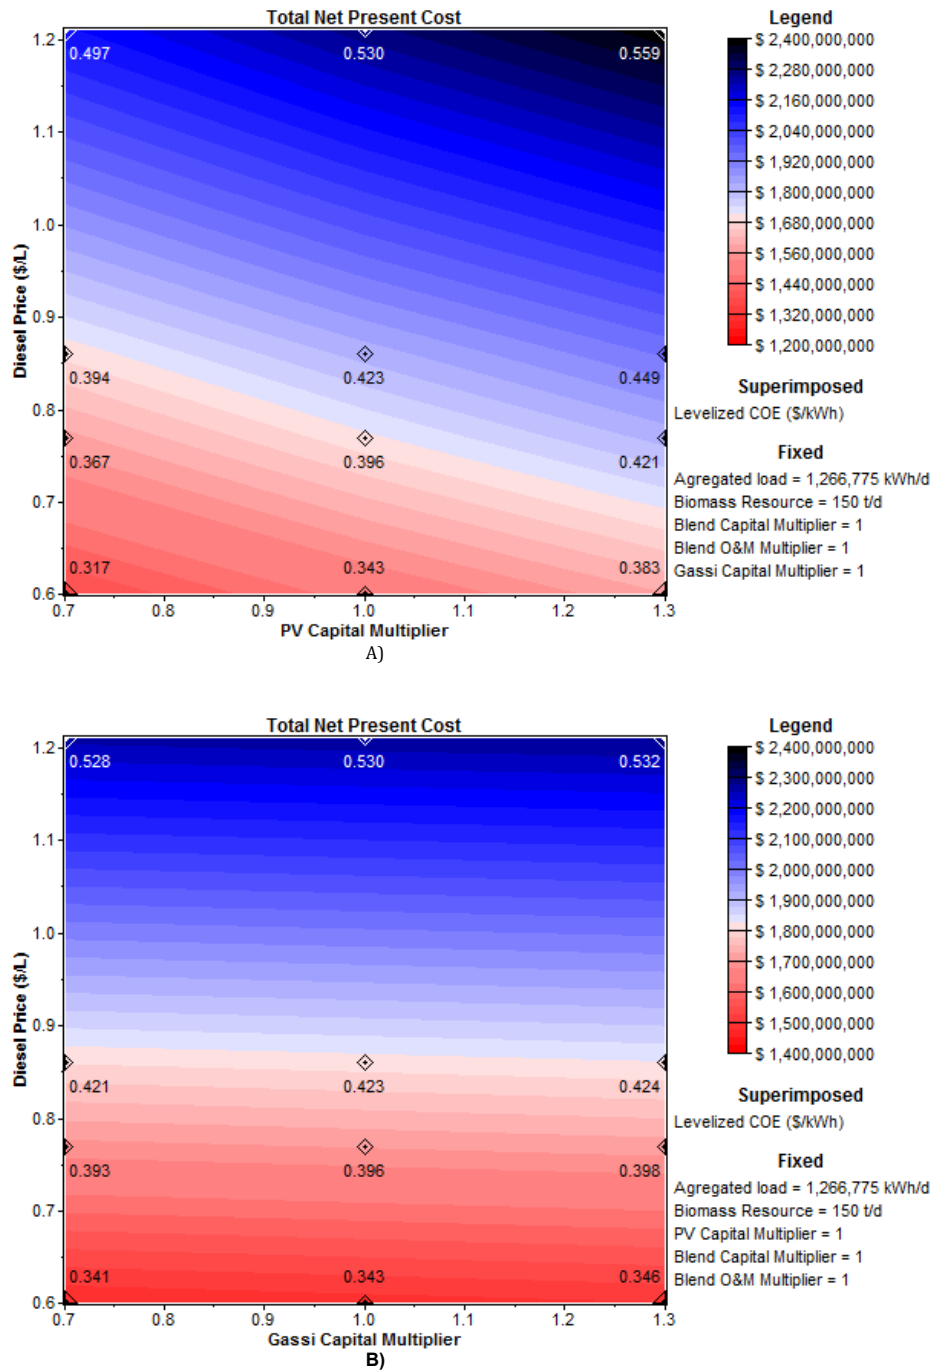 Total Net Present Cost
Legend
1.2
1.1
1.0
0.9
0.8
0.7
0.6
Diesel Price ($/L)
0.497 0.530 0.559
0.394 0.423 0.449
0.367 0.396 0.421
0.317 0.343 0.383
0.7 0.8 0.9 1.0 1.1 1.2 1.3
PV Capital Multiplier
$ 2,400,000,000
$ 2,280,000,000
$ 2,160,000,000
$ 2,040,000,000
$ 1,920,000,000
$ 1,800,000,000
$ 1,680,000,000
$ 1,560,000,000
$ 1,440,000,000
$ 1,320,000,000
$ 1,200,000,000
Superimposed
Levelized COE ($/kWh)
Fixed
Agregated load = 1,266,775 kWh/d
Biomass Resource = 150 t/d
Blend Capital Multiplier = 1
Blend O&M Multiplier = 1
Gassi Capital Multiplier = 1
A)
Total Net Present Cost
Legend
1.2
1.1
1.0
0.9
0.8
0.7
0.6
Diesel Price ($/L)
0.528 0.530 0.532
0.421 0.423 0.424
0.393 0.396 0.398
0.341 0.343 0.346
0.7 0.8 0.9 1.0 1.1 1.2 1.3
Gassi Capital Multiplier
$ 2,400,000,000
$ 2,300,000,000
$ 2,200,000,000
$ 2,100,000,000
$ 2,000,000,000
$ 1,900,000,000
$ 1,800,000,000
$ 1,700,000,000
$ 1,600,000,000
$ 1,500,000,000
$ 1,400,000,000
Superimposed
Levelized COE ($/kWh)
Fixed
Agregated load = 1,266,775 kWh/d
Biomass Resource = 150 t/d
PV Capital Multiplier = 1
Blend Capital Multiplier = 1
Blend O&M Multiplier = 1
B)